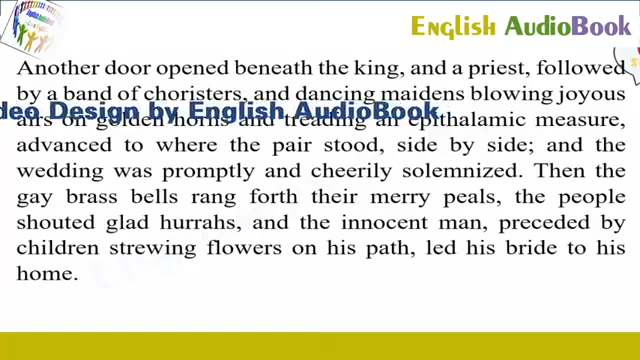 English AudioBook
Another door opened beneath the king, and a priest, followed
by a band of choristers, and dancing maidens blowing joyous
deo Design by English AudioBook
airs on golden horns and treading an epithalamic measure,
advanced to where the pair stood, side by side; and the
wedding was promptly and cheerily solemnized. Then the
gay brass bells rang forth their merry peals, the people
shouted glad hurrahs, and the innocent man, preceded by
children strewing flowers on his path, led his bride to his
home.